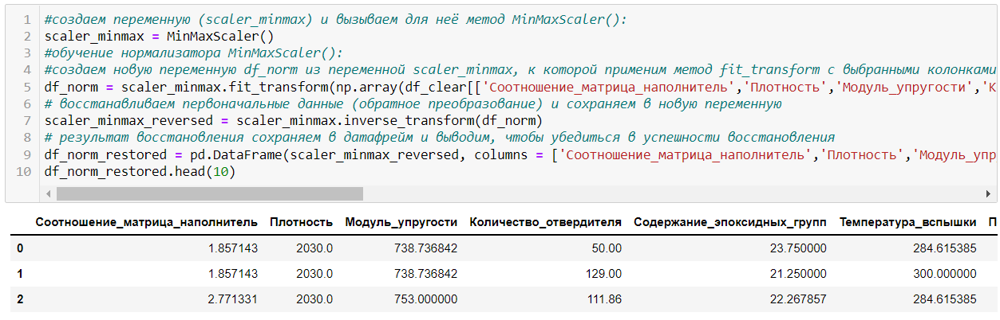 1 #создаем переменную (scaler_minmax) и вызываем для неё метод MinMaxScaler():
2 scaler_minmax = MinMaxScaler()
3 #обучение нормализатора MinMaxScaler():
4 #создаем новую переменную df_norm из переменной scaler_minmax, к которой применим метод fit_transform с выбранными колонками
5 df_norm = scaler_minmax.fit_transform(np.array(df_clear[['Соотношение_матрица_наполнитель','Плотность','Модуль_упругости','К
6 # восстанавливаем первоначальные данные (обратное преобразование) и сохраняем в новую переменную
7 scaler_minmax_reversed = scaler_minmax.inverse_transform(df_norm)
8 # результат восстановления сохраняем в датафрейм и выводим, чтобы убедиться в успешности восстановления
9 df_norm_restored = pd.DataFrame(scaler_minmax_reversed, columns = ['Соотношение_матрица_наполнитель','Плотность','Модуль_упр
10 df_norm_restored.head(10)
Соотношение_матрица_наполнитель Плотность Модуль_упругости Количество_отвердителя Содержание_эпоксидных_групп Температура_вспышки П
0 1.857143 2030.0 738.736842 50.00 23.750000 284.615385
1 1.857143 2030.0 738.736842 129.00 21.250000 300.000000
2 2.771331 2030.0 753.000000 111.86 22.267857 284.615385